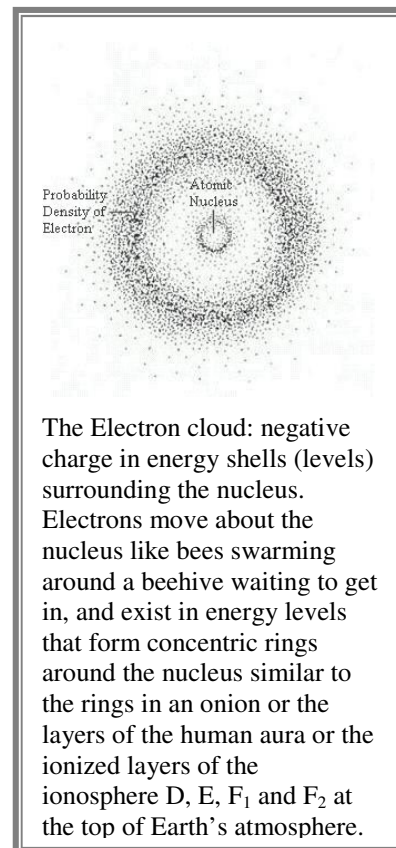 Probability
Density of
Electron
Atomic
Nucleus
The Electron cloud: negative
charge in energy shells (levels)
surrounding the nucleus.
Electrons move about the
nucleus like bees swarming
around a beehive waiting to get
in, and exist in energy levels
that form concentric rings
around the nucleus similar to
the rings in an onion or the
layers of the human aura or the
ionized layers of the
ionosphere D, E, F₁ and F₂ at
the top of Earth’s atmosphere.